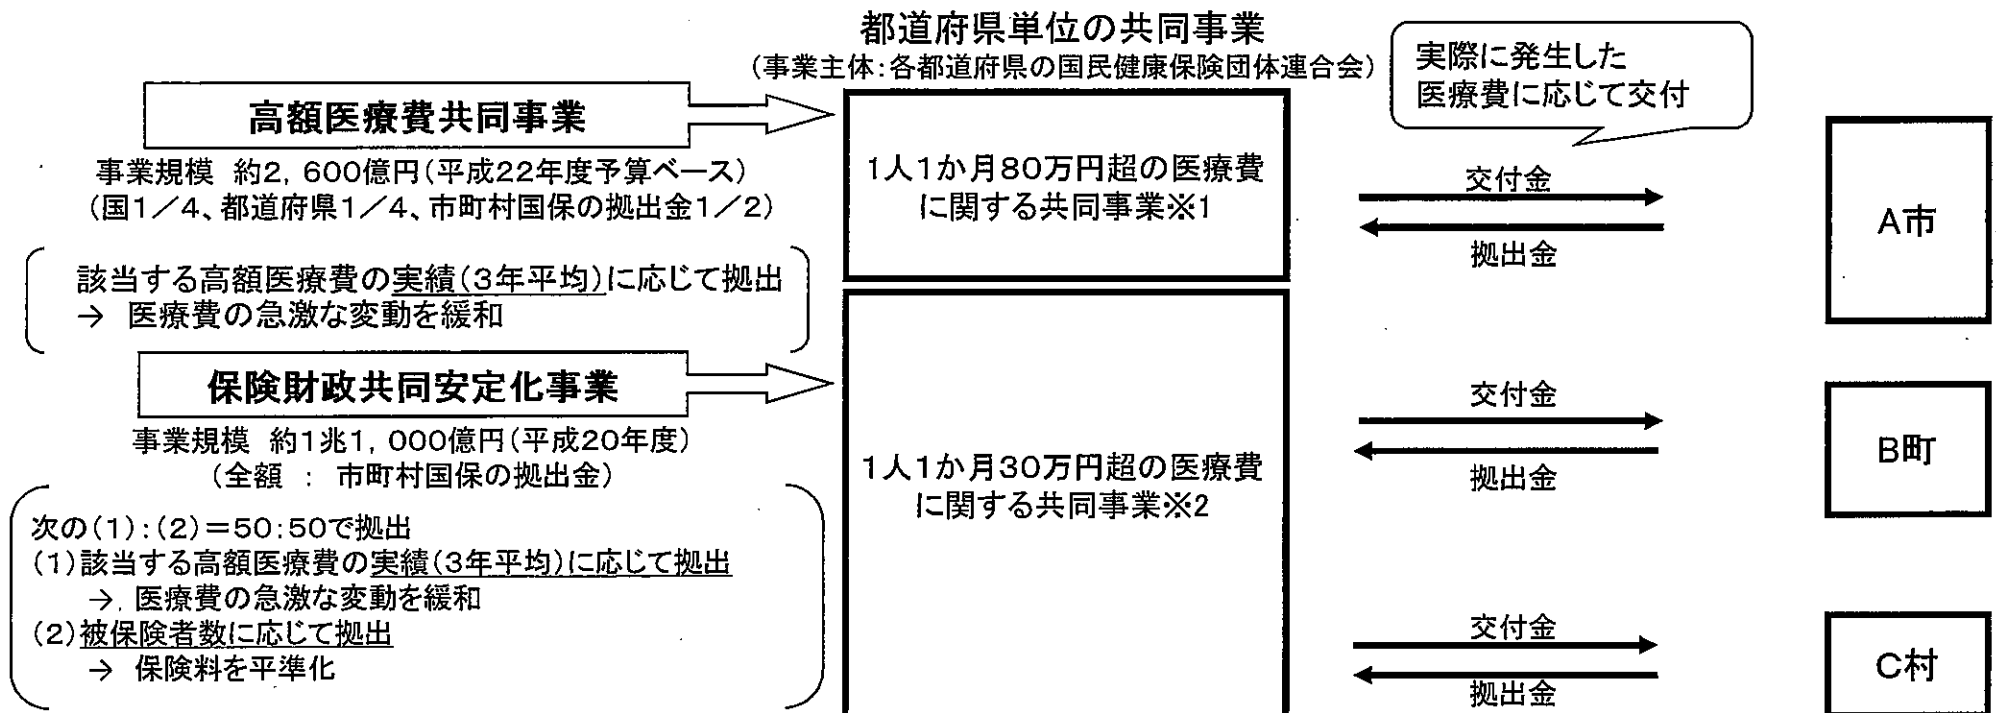 都道府県単位の共同事業
(事業主体:各都道府県の国民健康保険団体連合会)
実際に発生した
医療費に応じて交付
高額医療費共同事業
事業規模 約2,600億円(平成22年度予算ベース)
(国1/4、都道府県1/4、市町村国保の拠出金1/2)
該当する高額医療費の実績(3年平均)に応じて拠出
→ 医療費の急激な変動を緩和
1人1か月80万円超の医療費
に関する共同事業※1
交付金
拠出金
A市
保険財政共同安定化事業
事業規模 約1兆1,000億円(平成20年度)
(全額 : 市町村国保の拠出金)
次の(1):(2)=50:50で拠出
(1)該当する高額医療費の実績(3年平均)に応じて拠出
→ 医療費の急激な変動を緩和
(2)被保険者数に応じて拠出
→ 保険料を平準化
1人1か月30万円超の医療費
に関する共同事業※2
交付金
拠出金
B町
交付金
拠出金
C村